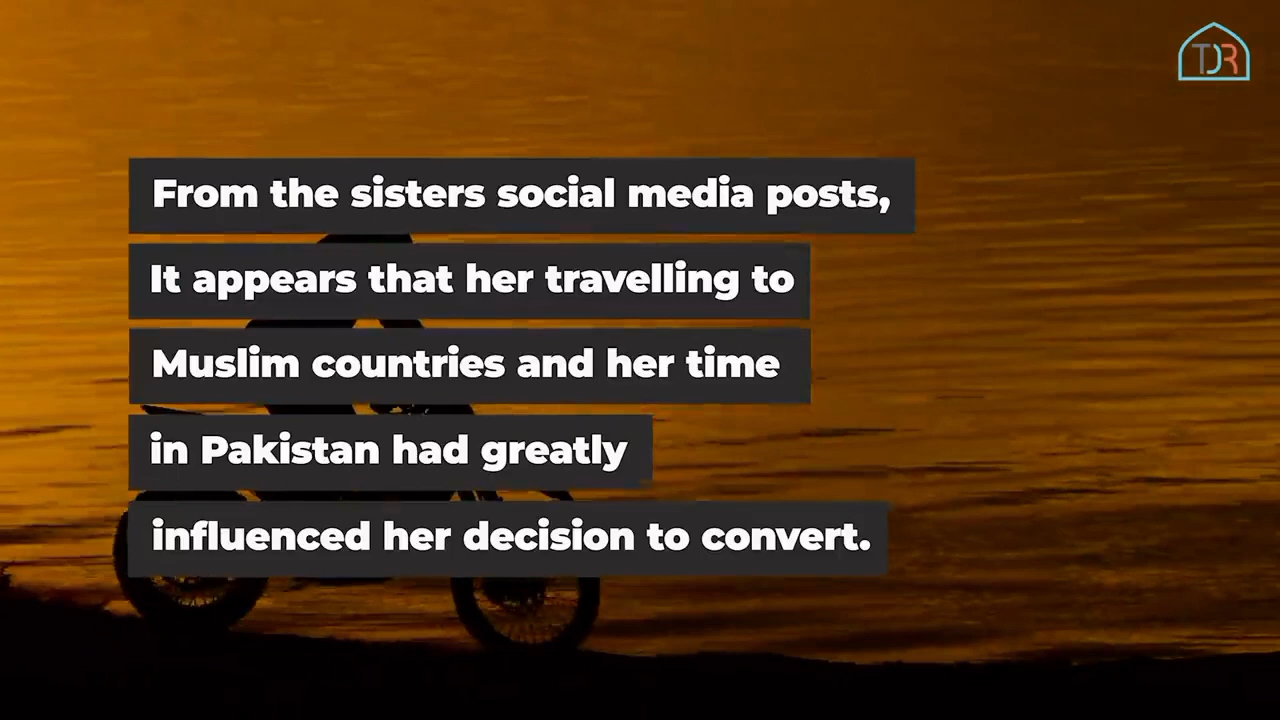 TDR
From the sisters social media posts,
It appears that her travelling to
Muslim countries and her time
in Pakistan had greatly
influenced her decision to convert.